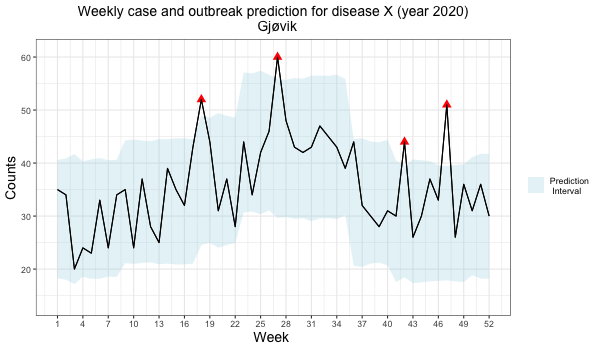 Weekly case and outbreak prediction for disease X (year 2020)
Gjøvik
Counts
60
50
40
30
20
1 4 7 10 13 16 19 22 25 28 31 34 37 40 43 46 49 52
Week
Prediction
Interval